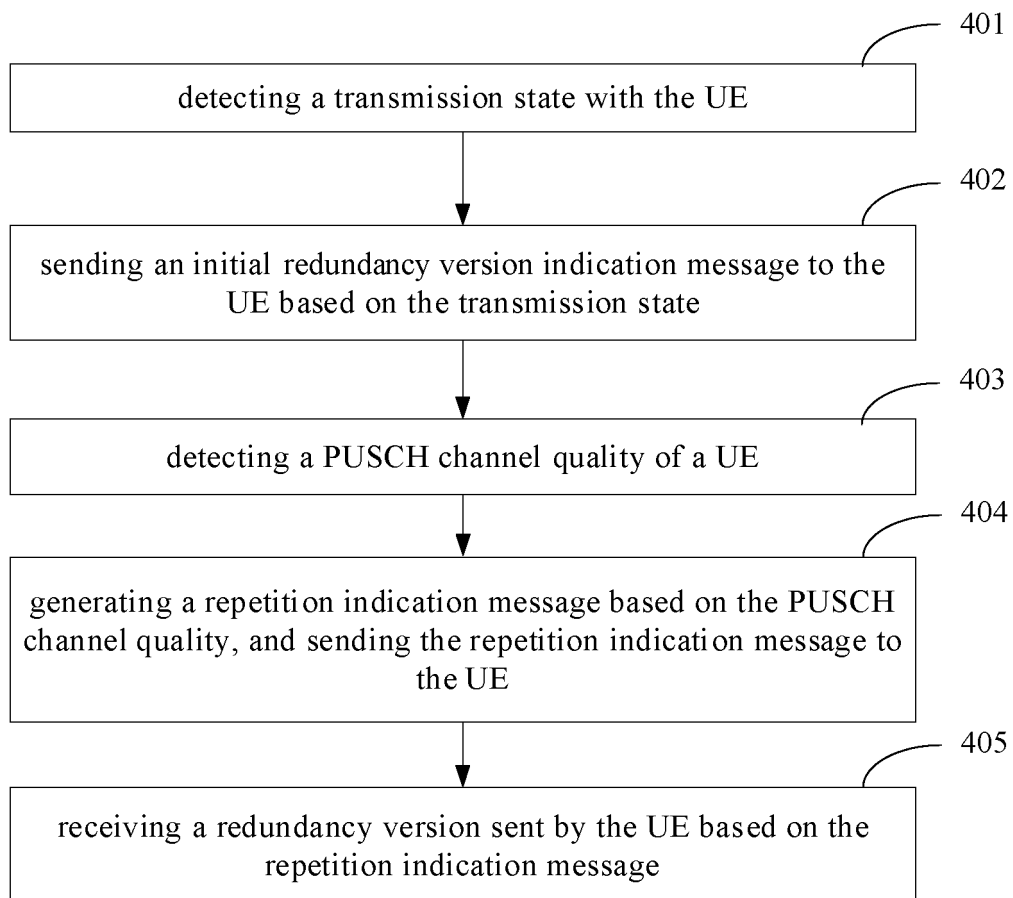 401
detecting a transmission state with the UE
402
sending an initial redundancy version indication message to the
UE based on the transmission state
403
detecting a PUSCH channel quality of a UE
404
generating a repetition indication message based on the PUSCH
channel quality, and sending the repetition indication message to
the UE
405
receiving a redundancy version sent by the UE based on the
repetition indication message